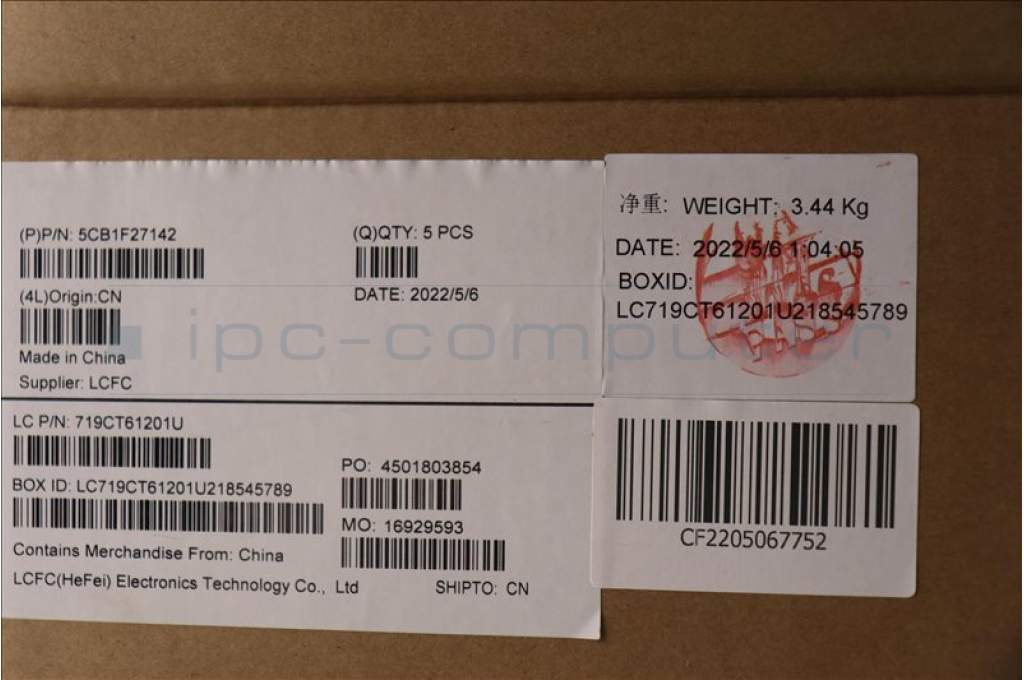 (P)P/N: 5CB1F27142
(Q)QTY: 5 PCS
(4L)Origin:CN
DATE: 2022/5/6
Made in China
Supplier: LCFC
LC P/N: 719CT61201U
PO: 4501803854
BOX ID: LC719CT61201U218545789
MO: 16929593
Contains Merchandise From: China
LCFC(HeFei) Electronics Technology Co., Ltd
SHIPTO: CN
净重: WEIGHT: 3.44 Kg
DATE: 2022/5/6 1:04:05
BOXID:
LC719CT61201U218545789
CF2205067752
ipc-computer